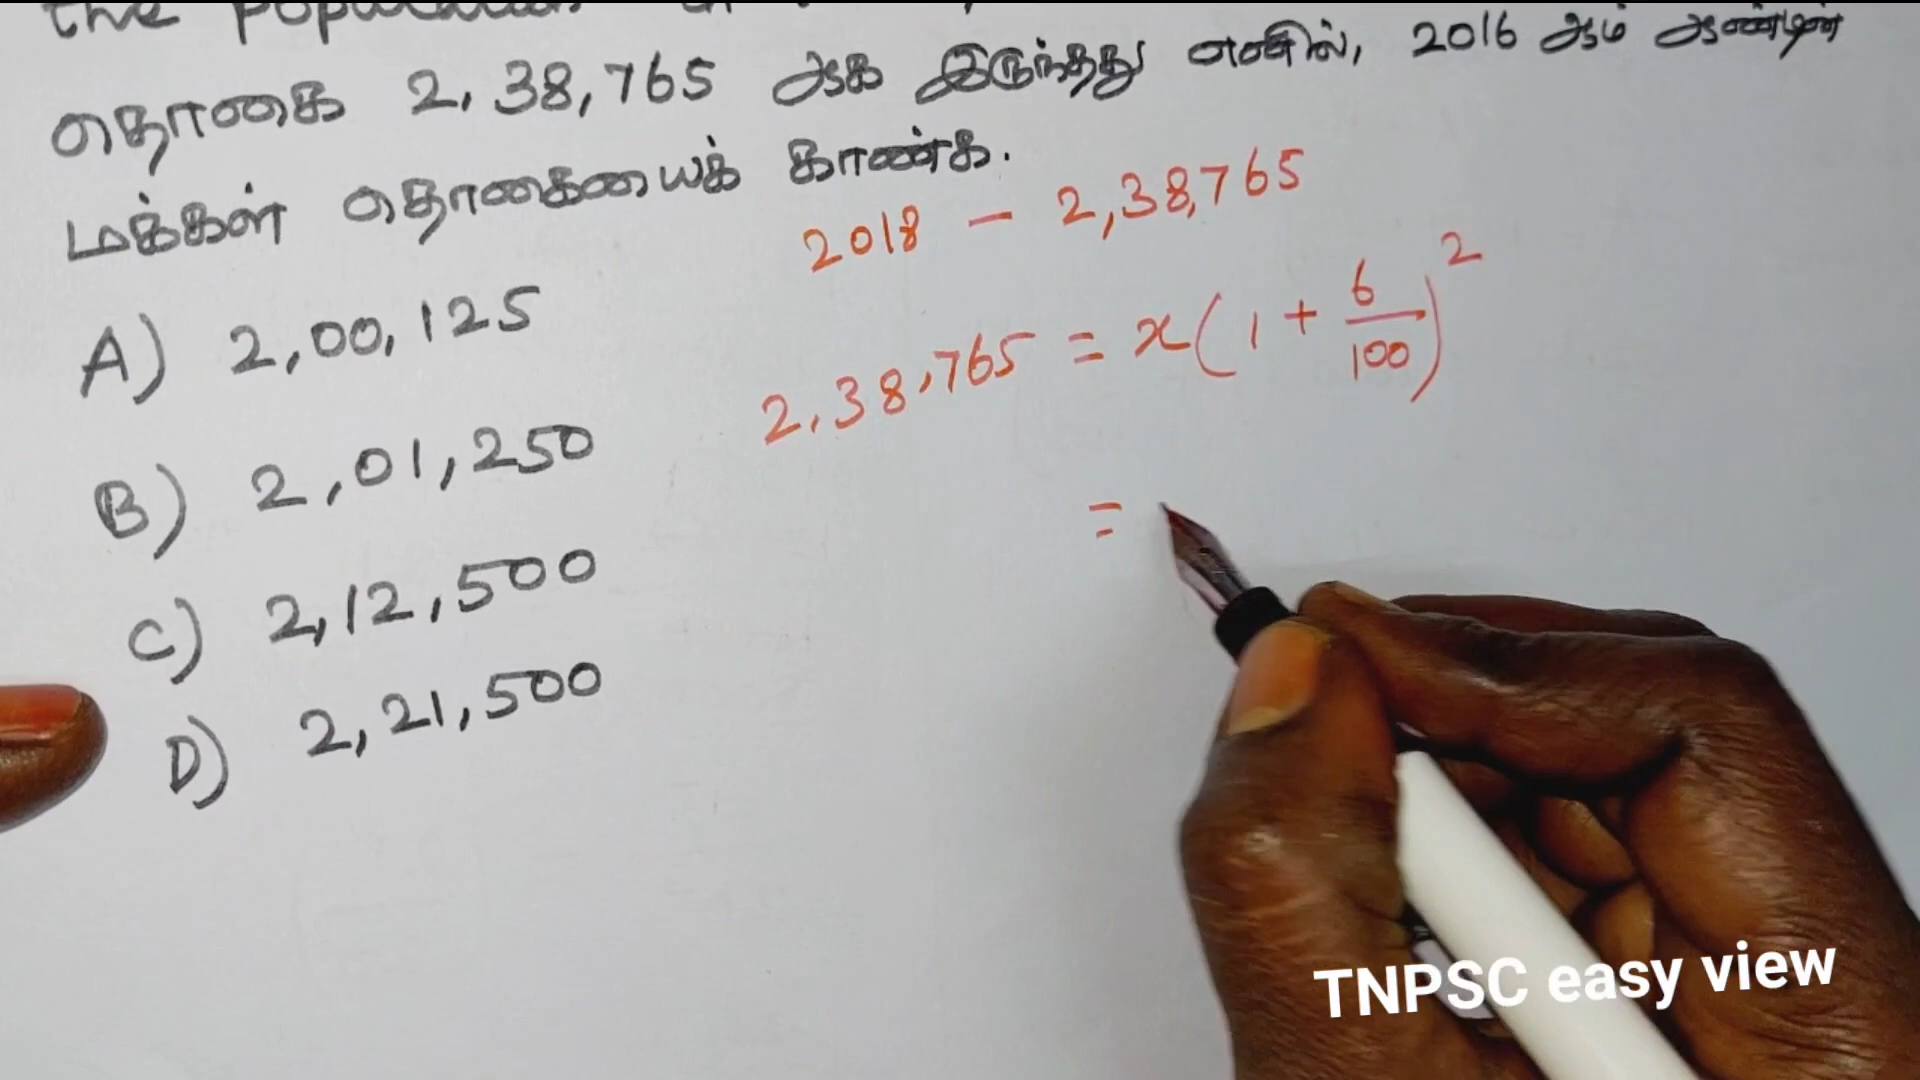 the population
தொகை 2,38,765 ஆக இருந்தது எனில், 2016 ஆம் ஆண்டின்
மக்கள் தொகையைக் காண்க.
2018 - 2,38,765
2,38,765 = x(1 + 6/100)^2
=
A) 2,00,125
B) 2,01,250
C) 2,12,500
D) 2,21,500
TNPSC easy view